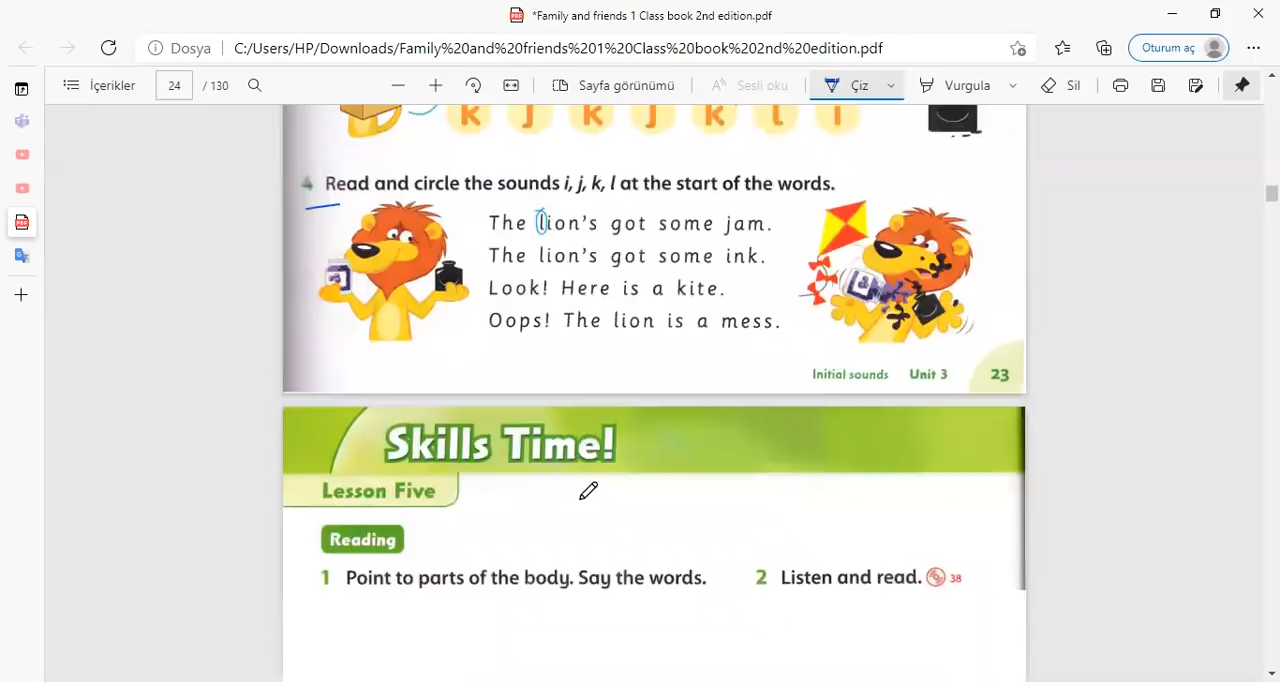 *Family and friends 1 Class book 2nd edition.pdf
Dosya C:/Users/HP/Downloads/Family%20and%20friends%201%20Class%20book%202nd%20edition.pdf Oturum aç
İçerikler 24 / 130 Sayfa görünümü Sesli oku Çiz Vurgula Sil
k j k j k l i
4 Read and circle the sounds i, j, k, l at the start of the words.
The lion's got some jam.
The lion's got some ink.
Look! Here is a kite.
Oops! The lion is a mess.
Initial sounds Unit 3 23
Skills Time!
Lesson Five
Reading
1 Point to parts of the body. Say the words.
2 Listen and read. 38